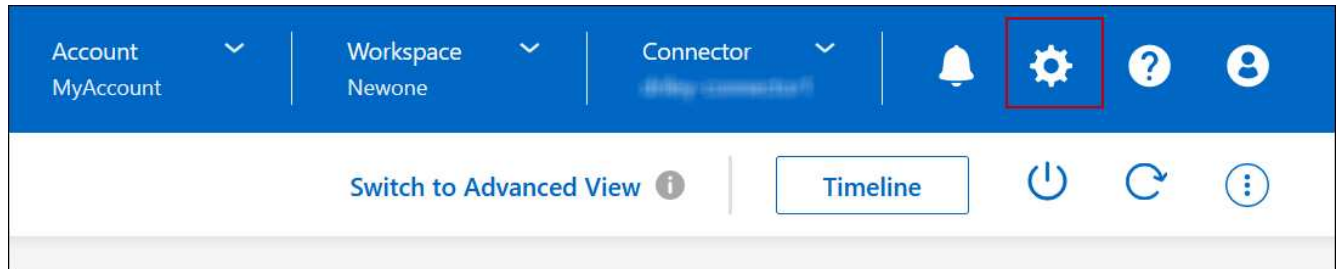 Account
MyAccount
Workspace
Newone
Connector
Switch to Advanced View
Timeline